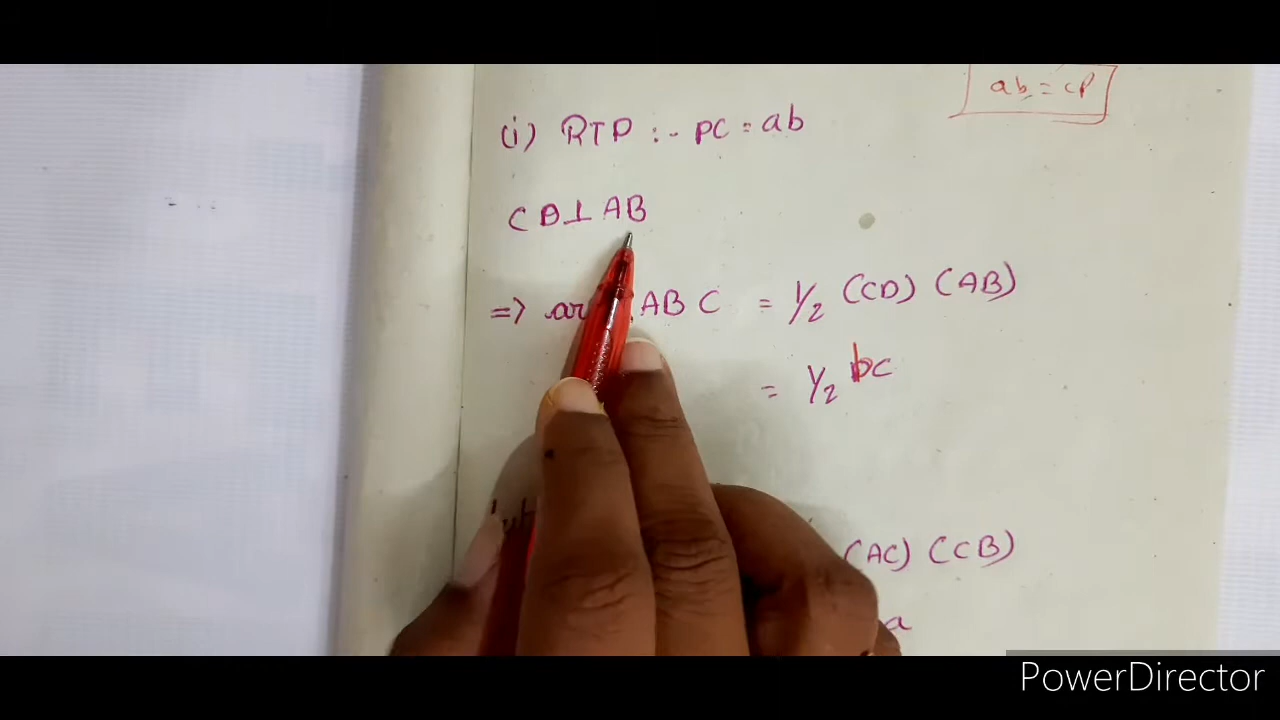 ab = cp
(i) RTP :- PC = ab
CD ⊥ AB
=> ar ABC = 1/2 (CD) (AB)
= 1/2 bc
(AC) (CB)
a
PowerDirector